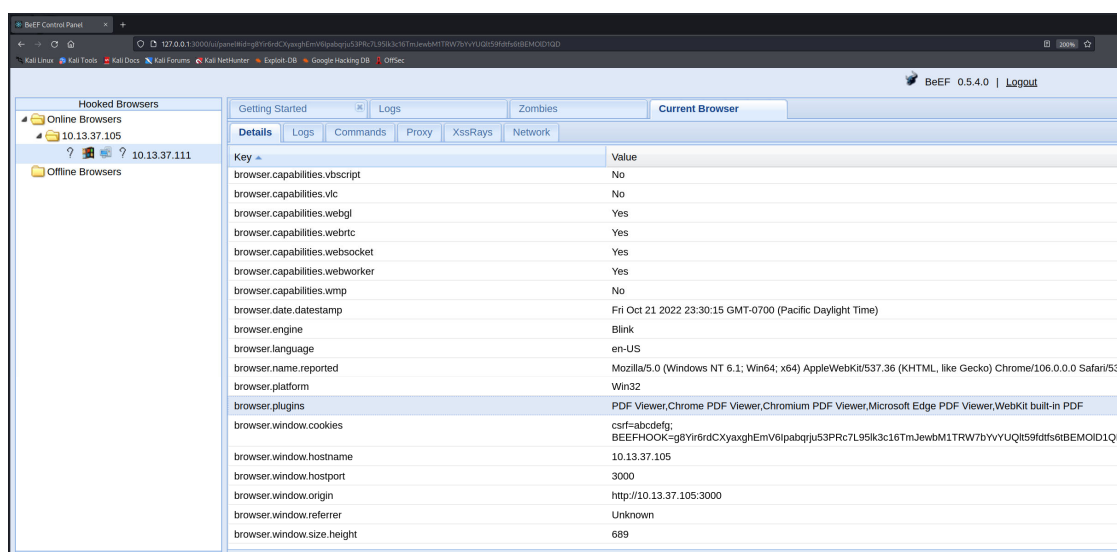 BeEF Control Panel × +
127.0.0.1:3000/ui/panel#id=g8Yir6rdCXyaxghEmV6Ipabqrju53PRc7L95lk3c16TmJewbM1TRW7bYvYUQlt59fdtfs6tBEMOlD1QD 200%
Kali Linux Kali Tools Kali Docs Kali Forums Kali NetHunter Exploit-DB Google Hacking DB OffSec
BeEF 0.5.4.0 | Logout
Hooked Browsers
Online Browsers
10.13.37.105
? ? 10.13.37.111
Offline Browsers
Getting Started Logs Zombies Current Browser
Details Logs Commands Proxy XssRays Network
Key Value
browser.capabilities.vbscript No
browser.capabilities.vlc No
browser.capabilities.webgl Yes
browser.capabilities.webrtc Yes
browser.capabilities.websocket Yes
browser.capabilities.webworker Yes
browser.capabilities.wmp No
browser.date.datestamp Fri Oct 21 2022 23:30:15 GMT-0700 (Pacific Daylight Time)
browser.engine Blink
browser.language en-US
browser.name.reported Mozilla/5.0 (Windows NT 6.1; Win64; x64) AppleWebKit/537.36 (KHTML, like Gecko) Chrome/106.0.0.0 Safari/53
browser.platform Win32
browser.plugins PDF Viewer,Chrome PDF Viewer,Chromium PDF Viewer,Microsoft Edge PDF Viewer,WebKit built-in PDF
browser.window.cookies csrf=abcdefg;
BEEFHOOK=g8Yir6rdCXyaxghEmV6Ipabqrju53PRc7L95lk3c16TmJewbM1TRW7bYvYUQlt59fdtfs6tBEMOlD1Q
browser.window.hostname 10.13.37.105
browser.window.hostport 3000
browser.window.origin http://10.13.37.105:3000
browser.window.referrer Unknown
browser.window.size.height 689